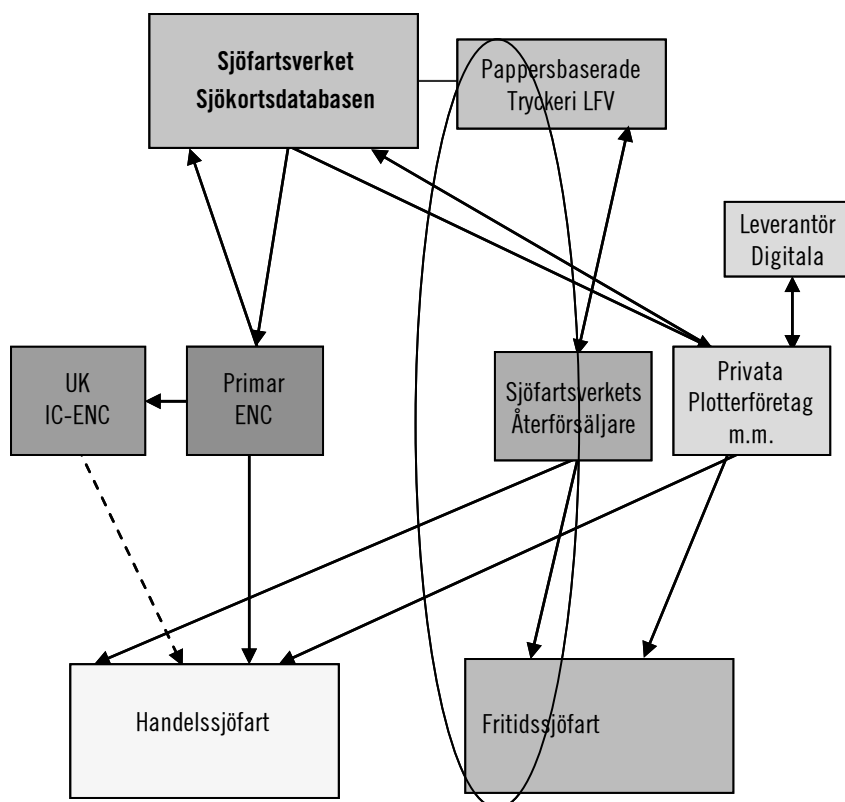 Sjöfartsverket
Sjökortsdatabasen
Pappersbaserade
Tryckeri LFV
Leverantör
Digitala
UK
IC-ENC
Primar
ENC
Sjöfartsverkets
Återförsäljare
Privata
Plotterföretag
m.m.
Handelssjöfart
Fritidssjöfart